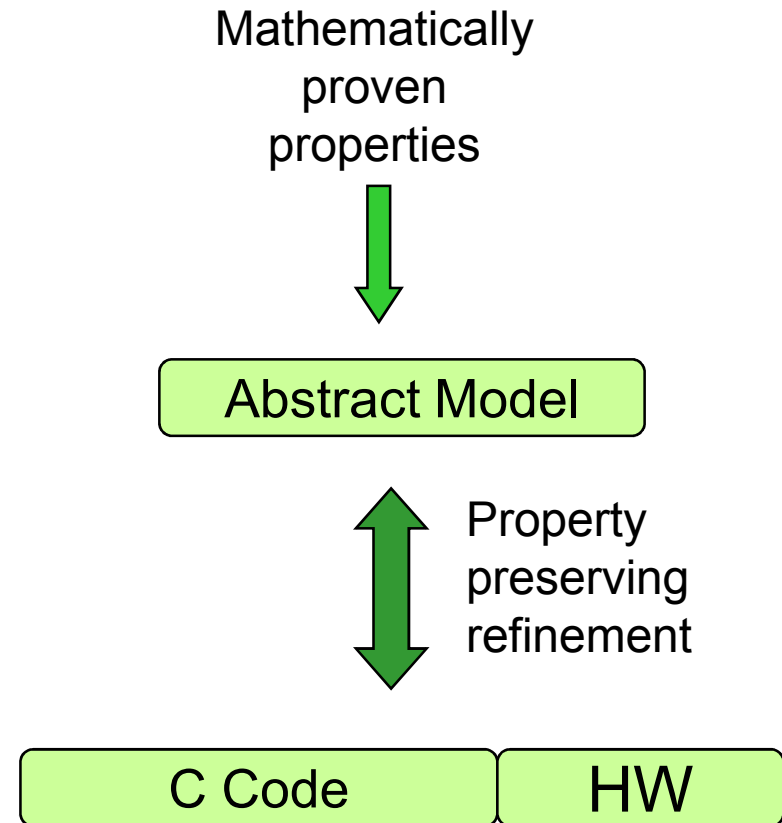 Mathematically
proven
properties
Abstract Model
Property
preserving
refinement
C Code
HW